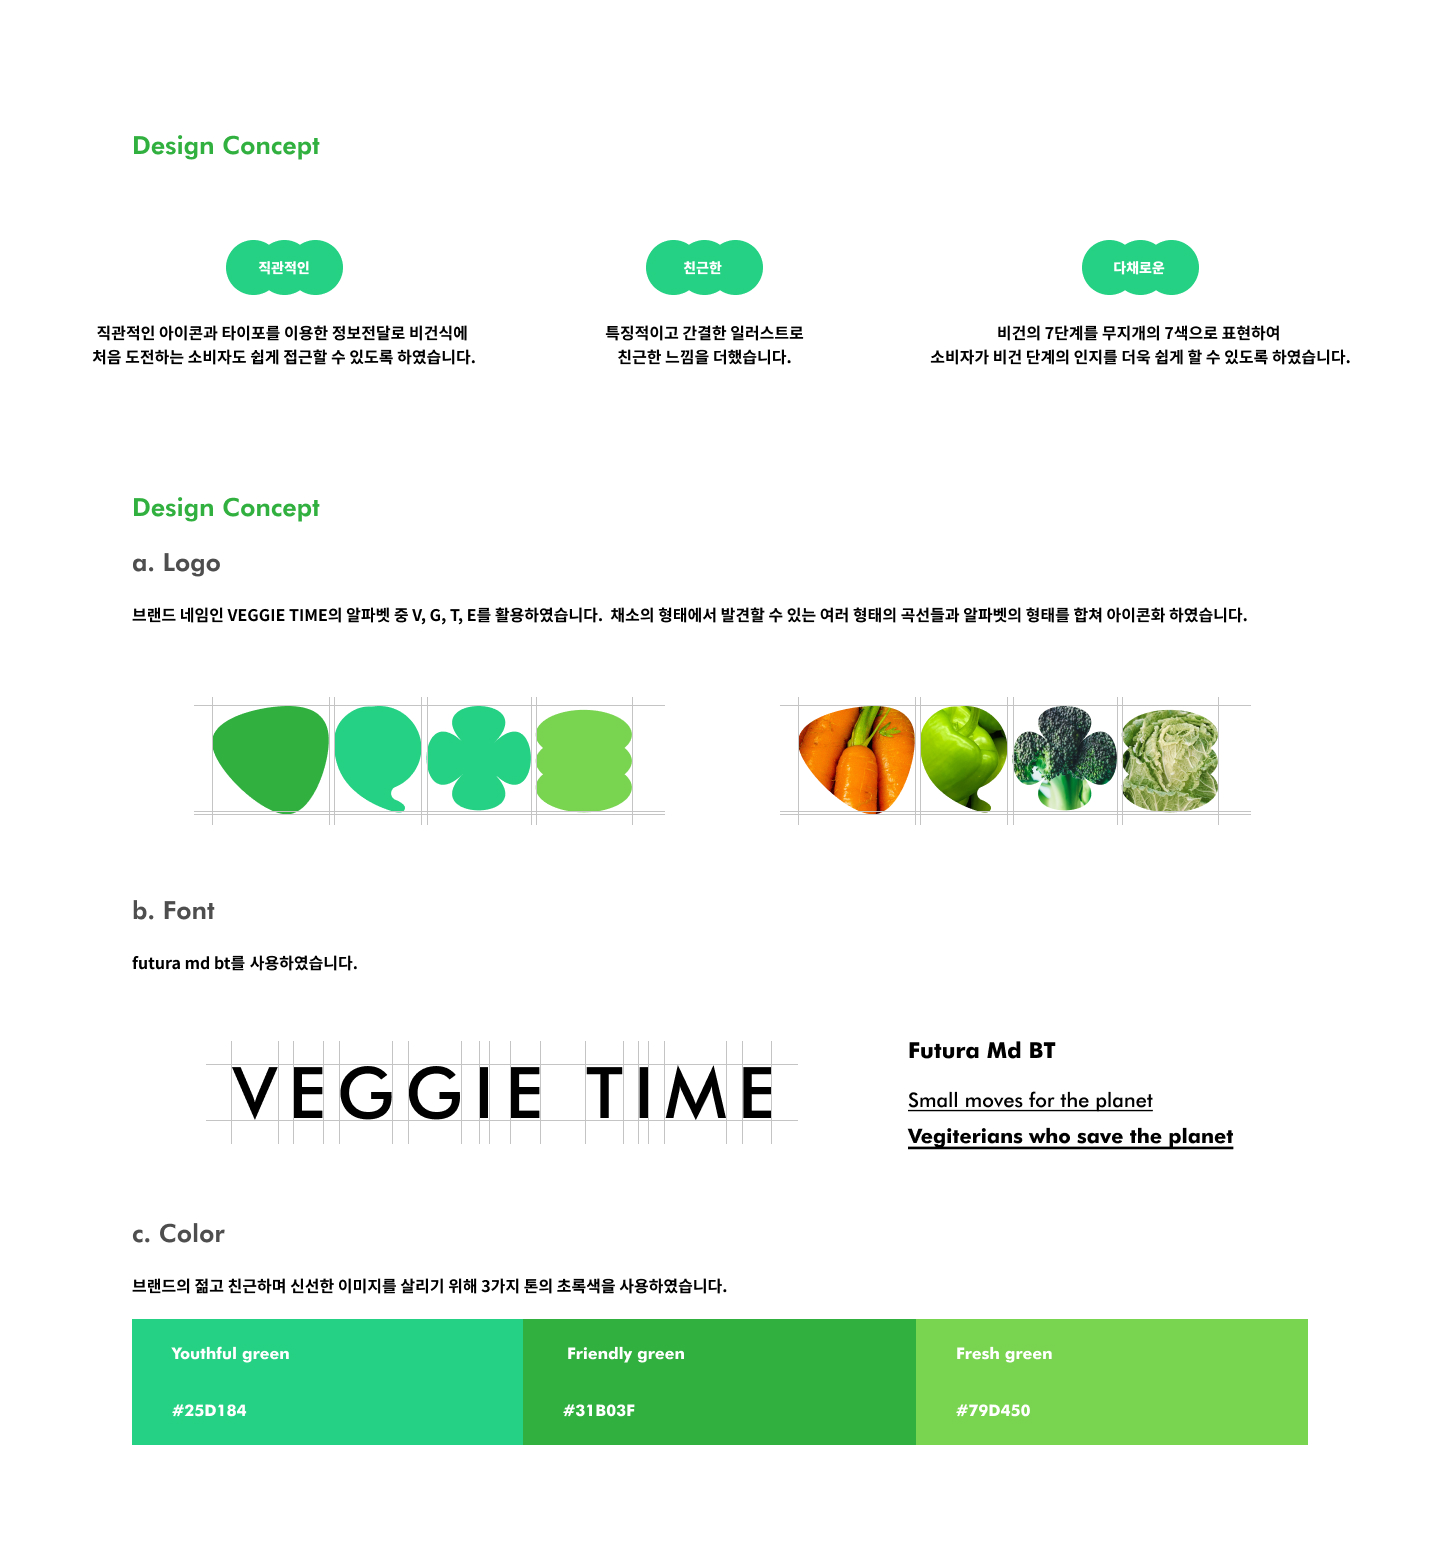 Design Concept
직관적인
직관적인 아이콘과 타이포를 이용한 정보전달로 비건식에
처음 도전하는 소비자도 쉽게 접근할 수 있도록 하였습니다.
친근한
특징적이고 간결한 일러스트로
친근한 느낌을 더했습니다.
다채로운
비건의 7단계를 무지개의 7색으로 표현하여
소비자가 비건 단계의 인지를 더욱 쉽게 할 수 있도록 하였습니다.
Design Concept
a. Logo
브랜드 네임인 VEGGIE TIME의 알파벳 중 V, G, T, E를 활용하였습니다. 채소의 형태에서 발견할 수 있는 여러 형태의 곡선들과 알파벳의 형태를 합쳐 아이콘화 하였습니다.
b. Font
futura md bt를 사용하였습니다.
VEGGIE TIME
Futura Md BT
Small moves for the planet
Vegiterians who save the planet
c. Color
브랜드의 젊고 친근하며 신선한 이미지를 살리기 위해 3가지 톤의 초록색을 사용하였습니다.
Youthful green
#25D184
Friendly green
#31B03F
Fresh green
#79D450